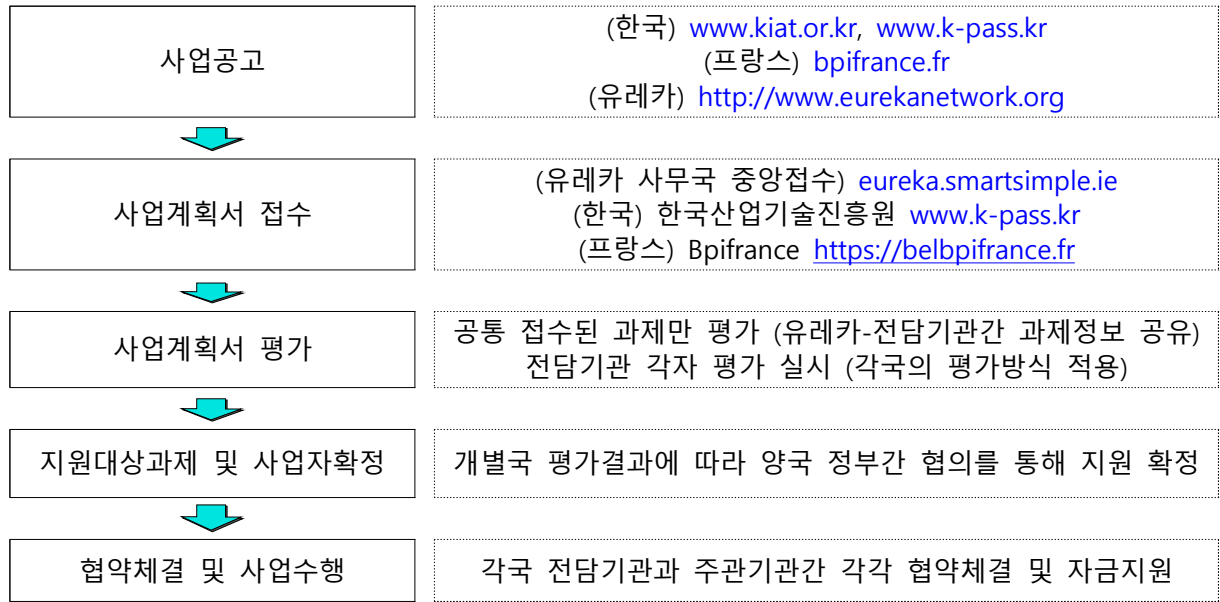 사업공고
(한국) www.kiat.or.kr, www.k-pass.kr
(프랑스) bpifrance.fr
(유레카) http://www.eurekanetwork.org
사업계획서 접수
(유레카 사무국 중앙접수) eureka.smartsimple.ie
(한국) 한국산업기술진흥원 www.k-pass.kr
(프랑스) Bpifrance https://belbpifrance.fr
사업계획서 평가
공통 접수된 과제만 평가 (유레카-전담기관간 과제정보 공유)
전담기관 각자 평가 실시 (각국의 평가방식 적용)
지원대상과제 및 사업자확정
개별국 평가결과에 따라 양국 정부간 협의를 통해 지원 확정
협약체결 및 사업수행
각국 전담기관과 주관기관간 각각 협약체결 및 자금지원